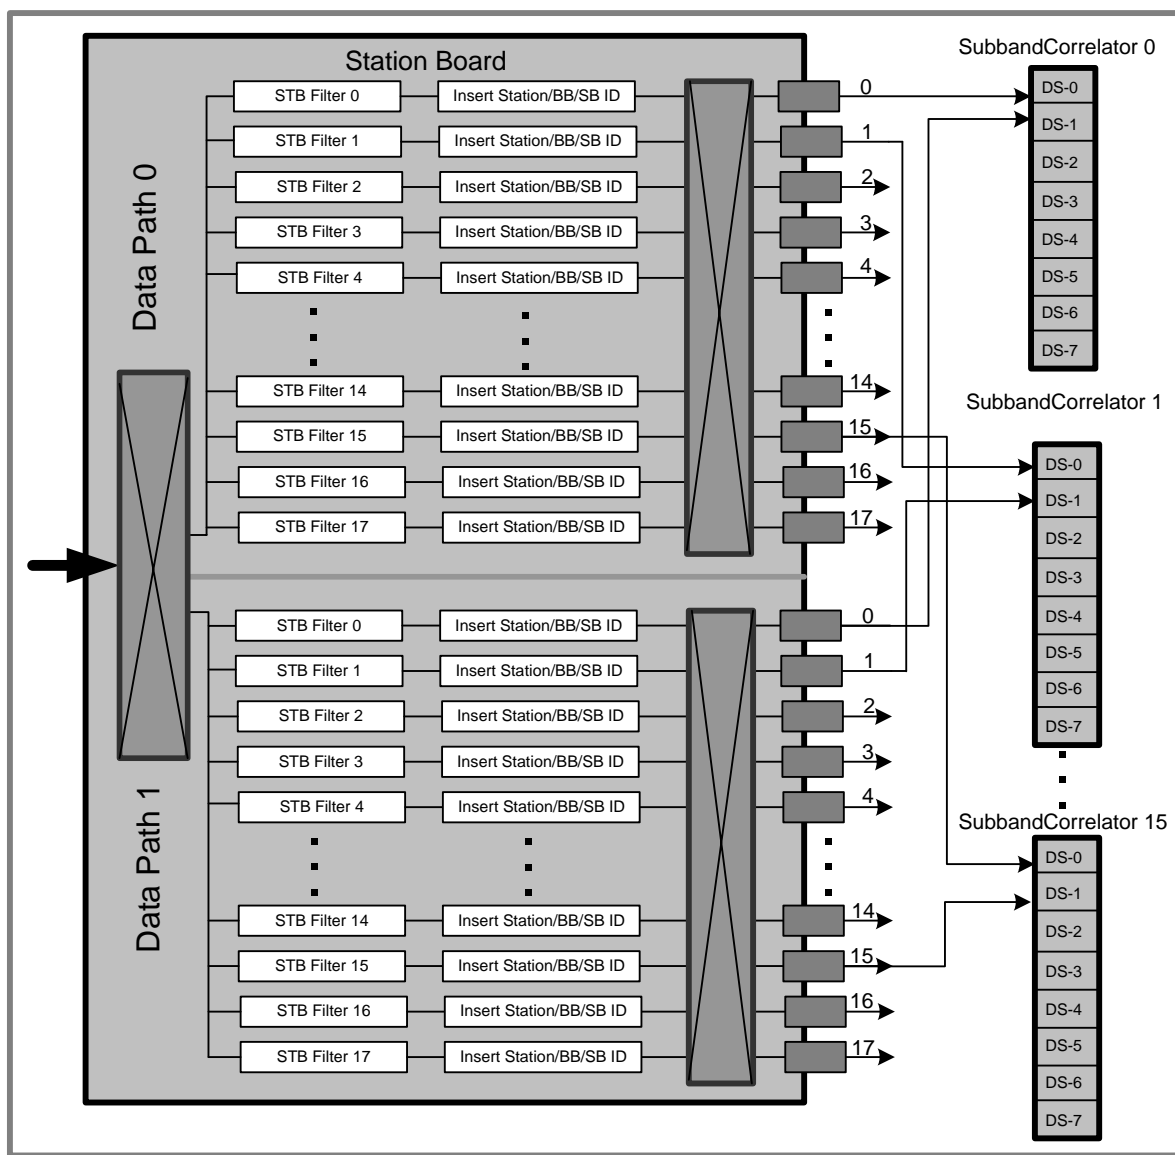 Station Board
Data Path 0
STB Filter 0 Insert Station/BB/SB ID 0
STB Filter 1 Insert Station/BB/SB ID 1
STB Filter 2 Insert Station/BB/SB ID 2
STB Filter 3 Insert Station/BB/SB ID 3
STB Filter 4 Insert Station/BB/SB ID 4
STB Filter 14 Insert Station/BB/SB ID 14
STB Filter 15 Insert Station/BB/SB ID 15
STB Filter 16 Insert Station/BB/SB ID 16
STB Filter 17 Insert Station/BB/SB ID 17
Data Path 1
STB Filter 0 Insert Station/BB/SB ID 0
STB Filter 1 Insert Station/BB/SB ID 1
STB Filter 2 Insert Station/BB/SB ID 2
STB Filter 3 Insert Station/BB/SB ID 3
STB Filter 4 Insert Station/BB/SB ID 4
STB Filter 14 Insert Station/BB/SB ID 14
STB Filter 15 Insert Station/BB/SB ID 15
STB Filter 16 Insert Station/BB/SB ID 16
STB Filter 17 Insert Station/BB/SB ID 17
SubbandCorrelator 0
DS-0
DS-1
DS-2
DS-3
DS-4
DS-5
DS-6
DS-7
SubbandCorrelator 1
DS-0
DS-1
DS-2
DS-3
DS-4
DS-5
DS-6
DS-7
SubbandCorrelator 15
DS-0
DS-1
DS-2
DS-3
DS-4
DS-5
DS-6
DS-7